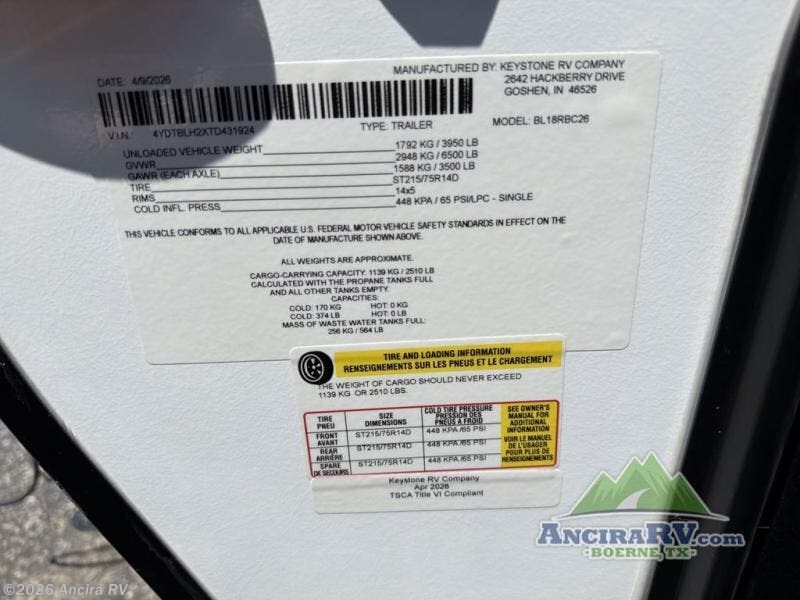 MANUFACTURED BY: KEYSTONE RV COMPANY
2642 HACKBERRY DRIVE
GOSHEN, IN 46526
DATE: 4/9/2026
V.I.N. 4YDTBLH2XTD431924 TYPE: TRAILER MODEL: BL18RBC26
UNLOADED VEHICLE WEIGHT 1792 KG / 3950 LB
GVWR 2948 KG / 6500 LB
GAWR (EACH AXLE) 1588 KG / 3500 LB
TIRE ST215/75R14D
RIMS 14x5
COLD INFL. PRESS 448 KPA / 65 PSI/LPC - SINGLE
THIS VEHICLE CONFORMS TO ALL APPLICABLE U.S. FEDERAL MOTOR VEHICLE SAFETY STANDARDS IN EFFECT ON THE
DATE OF MANUFACTURE SHOWN ABOVE.
ALL WEIGHTS ARE APPROXIMATE.
CARGO-CARRYING CAPACITY: 1139 KG / 2510 LB
CALCULATED WITH THE PROPANE TANKS FULL
AND ALL OTHER TANKS EMPTY.
CAPACITIES:
COLD: 170 KG HOT: 0 KG
COLD: 374 LB HOT: 0 LB
MASS OF WASTE WATER TANKS FULL:
256 KG / 564 LB
TIRE AND LOADING INFORMATION
RENSEIGNEMENTS SUR LES PNEUS ET LE CHARGEMENT
THE WEIGHT OF CARGO SHOULD NEVER EXCEED
1139 KG OR 2510 LBS.
TIRE
PNEU
SIZE
DIMENSIONS
COLD TIRE PRESSURE
PRESSION DES
PNEUS A FROID
FRONT
AVANT
ST215/75R14D
448 KPA /65 PSI
REAR
ARRIÈRE
ST215/75R14D
448 KPA /65 PSI
SPARE
DE SECOURS
ST215/75R14D
448 KPA /65 PSI
SEE OWNER'S
MANUAL FOR
ADDITIONAL
INFORMATION
VOIR LE MANUEL
DE L'USAGER
POUR PLUS DE
RENSEIGNEMENTS
Keystone RV Company
Apr 2026
TSCA Title VI Compliant
ANCIRARV.COM
BOERNE, TX
©2026 Ancira RV